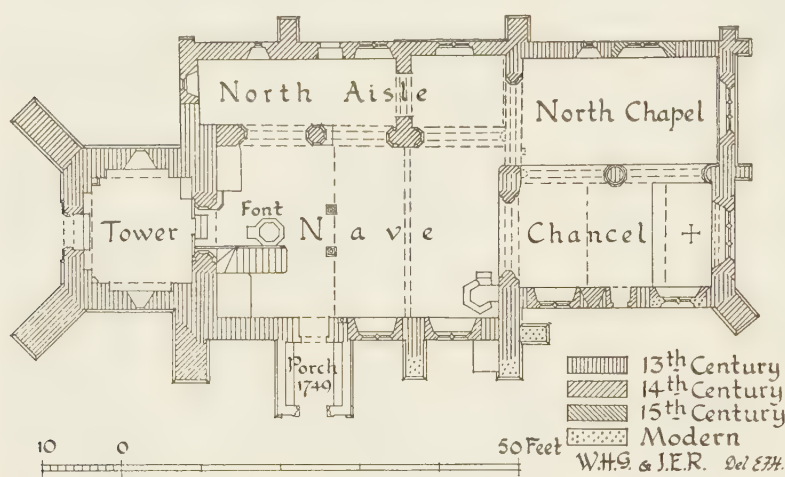 North Aisle
North Chapel
Tower
Font
Nave
Chancel
Porch
1749
13th Century
14th Century
15th Century
Modern
10 0 50 Feet
W.H.G. & J.E.R. Del E.F.H.